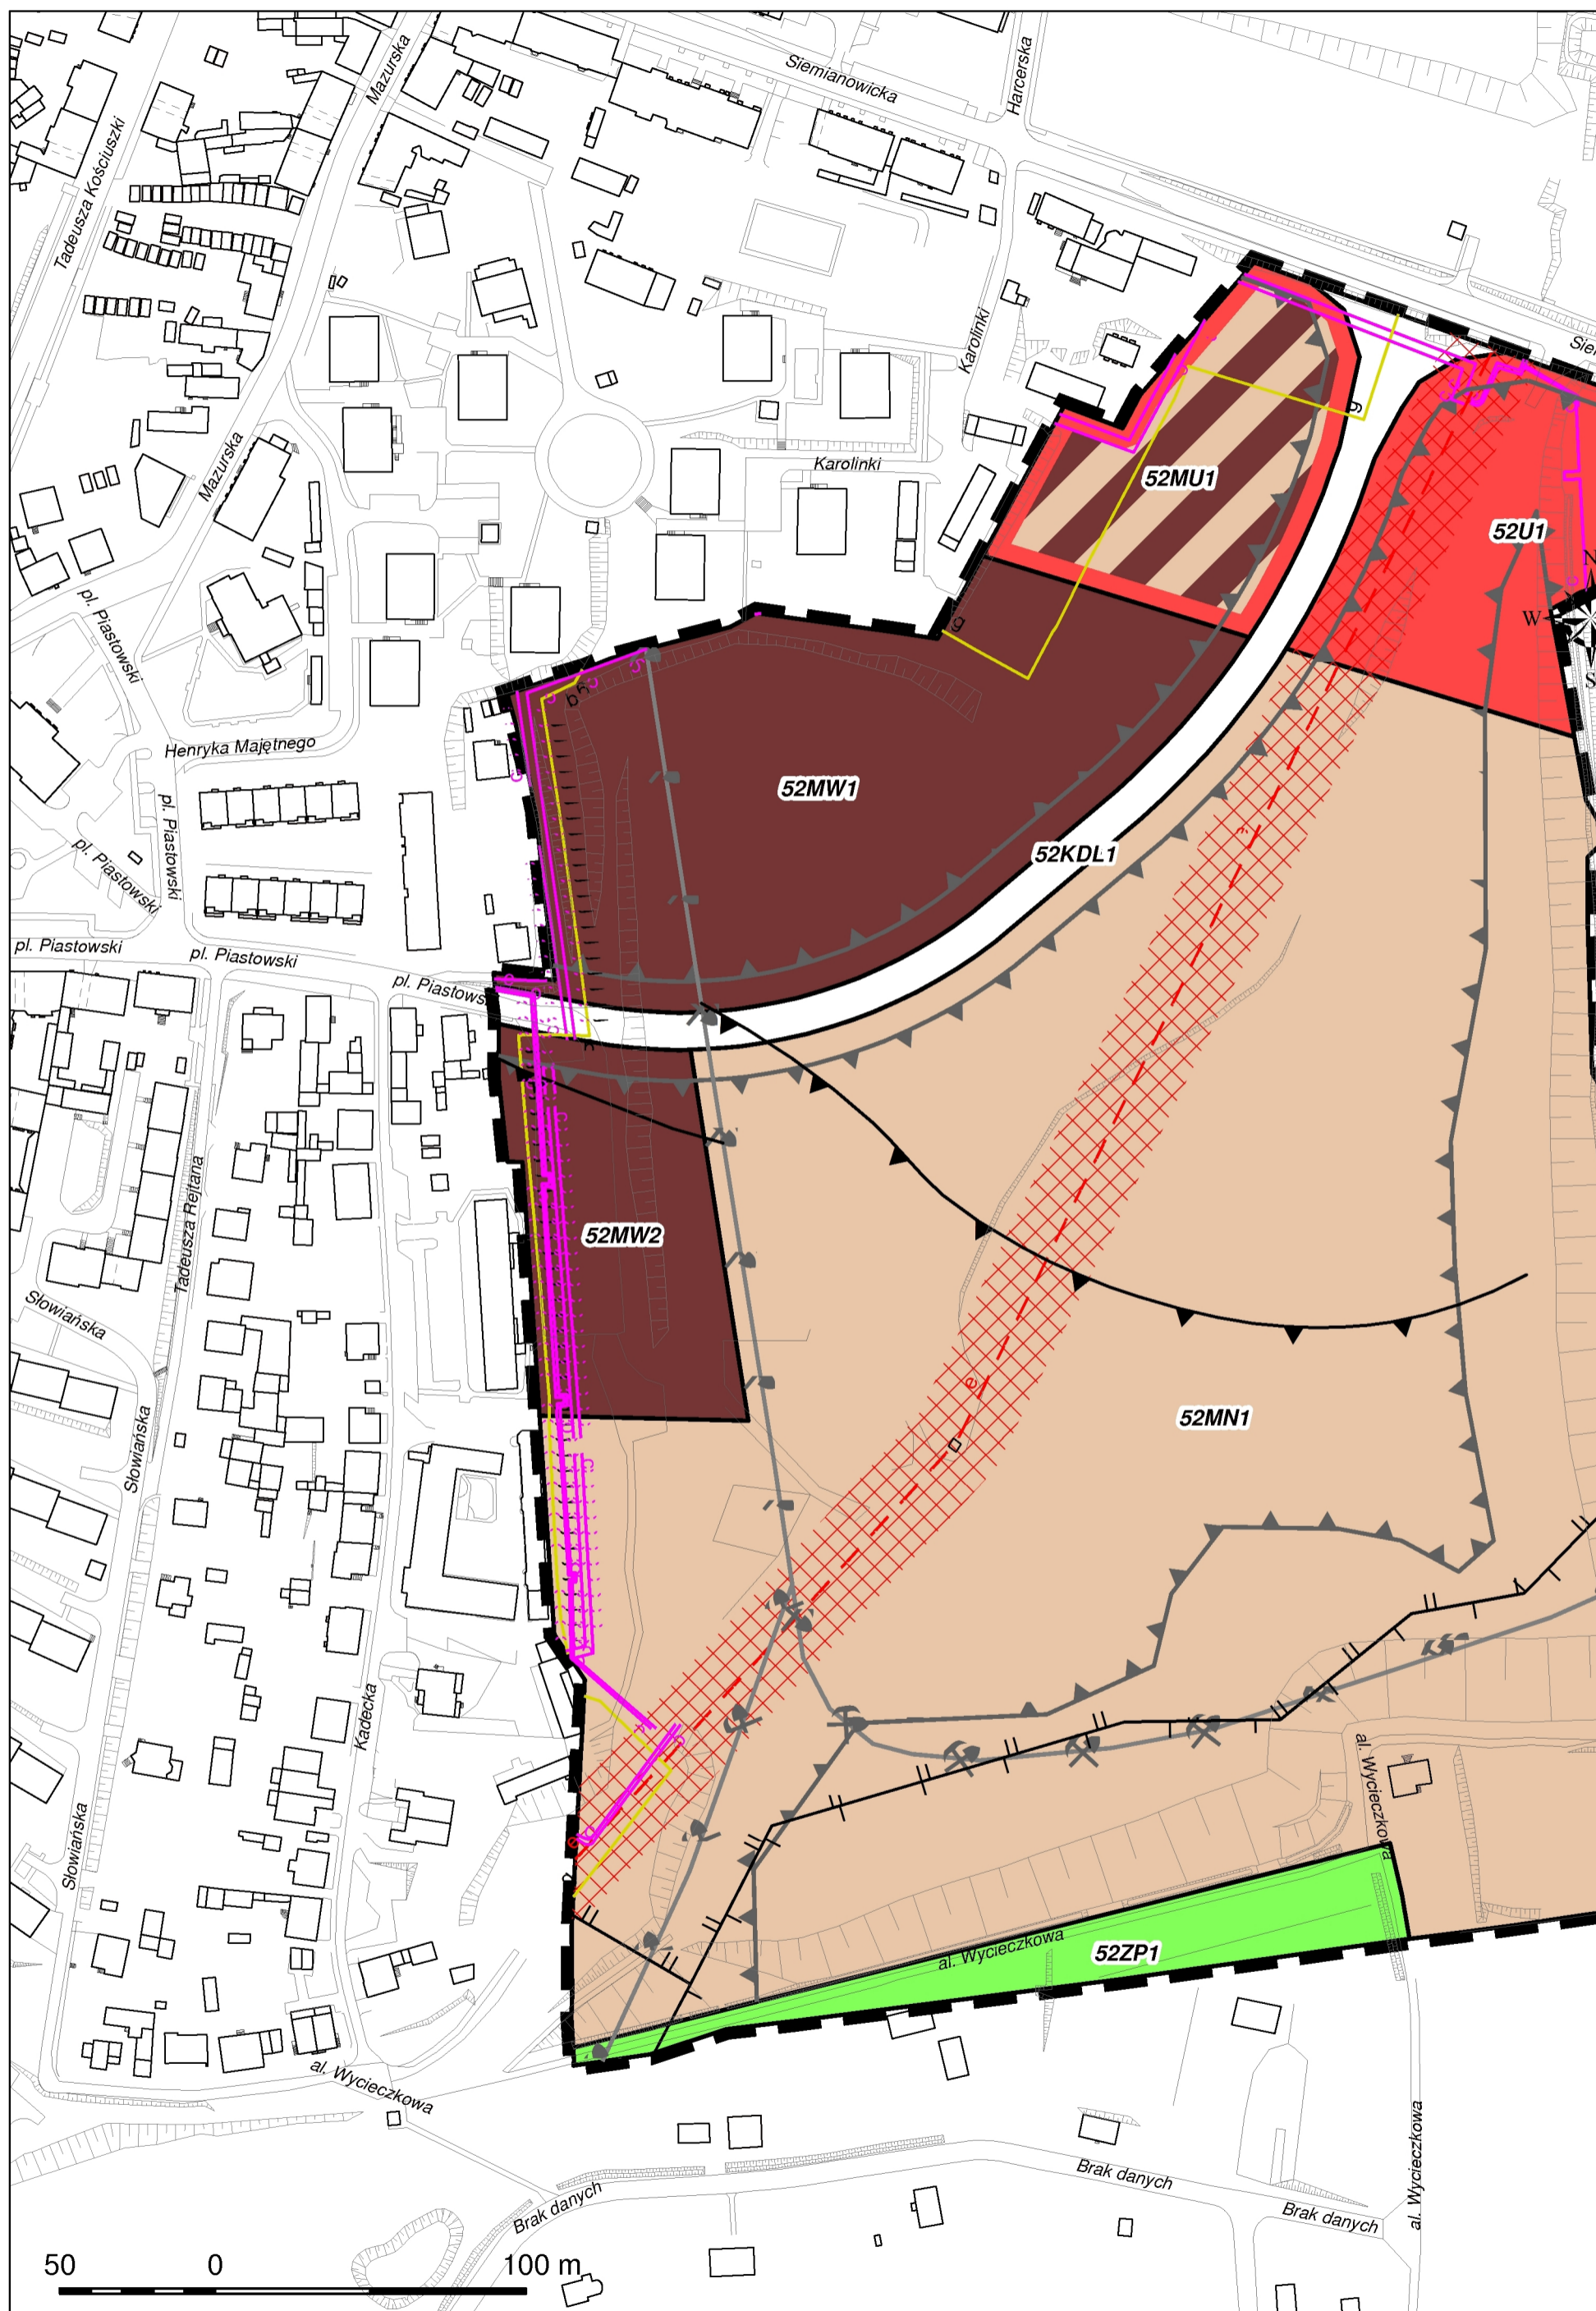 Siemianowicka
Harcerska
Mazurska
Tadeusza Kościuszki
Karolinki
Karolinki
Mazurska
52MU1
52U1
N
W
S
g
g
c
pl. Piastowski
Henryka Majętnego
pl. Piastowski
pl. Piastowski
52MW1
52KDL1
pl. Piastowski
pl. Piastowski
52MW2
Tadeusza Rejtana
Słowiańska
Słowiańska
52MN1
e
Kadecka
Słowiańska
al. Wycieczkowa
al. Wycieczkowa
52ZP1
al. Wycieczkowa
al. Wycieczkowa
Brak danych
Brak danych
Brak danych
50 0 100 m